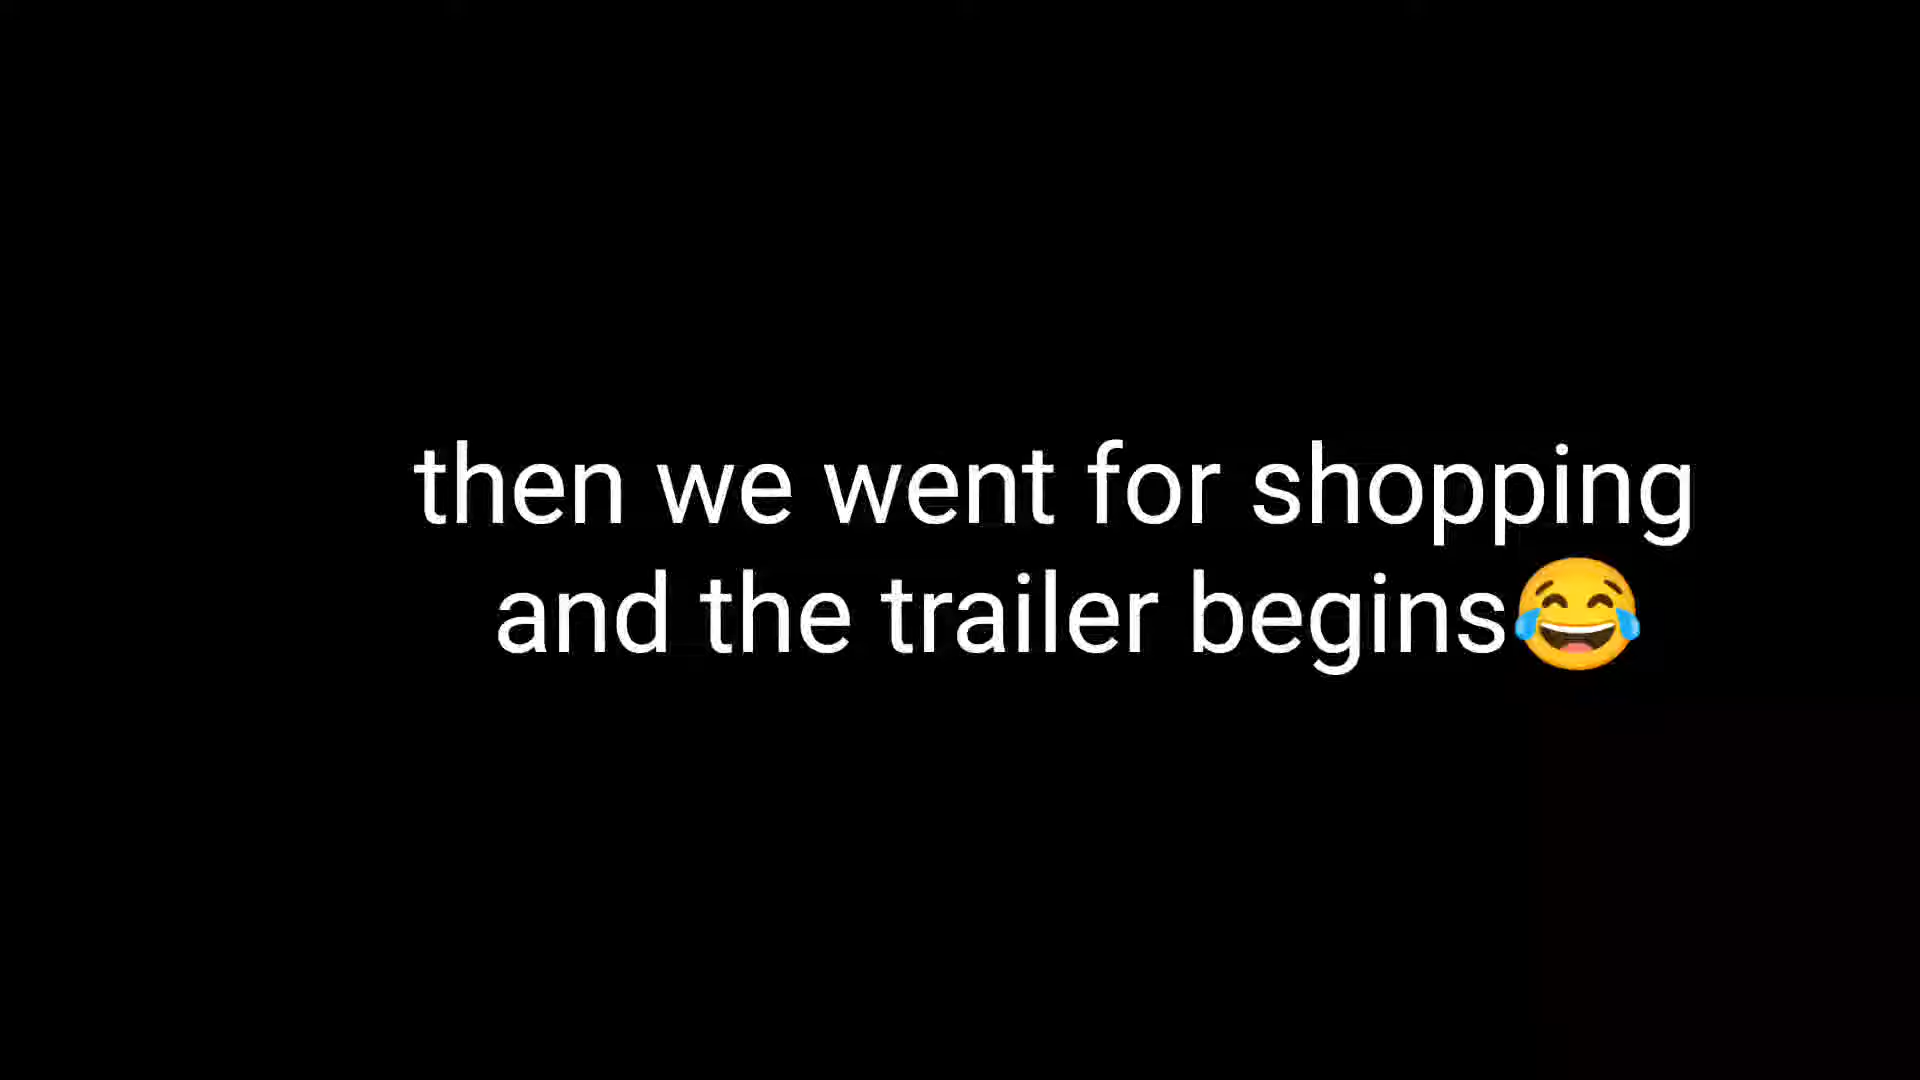 then we went for shopping
and the trailer begins😂